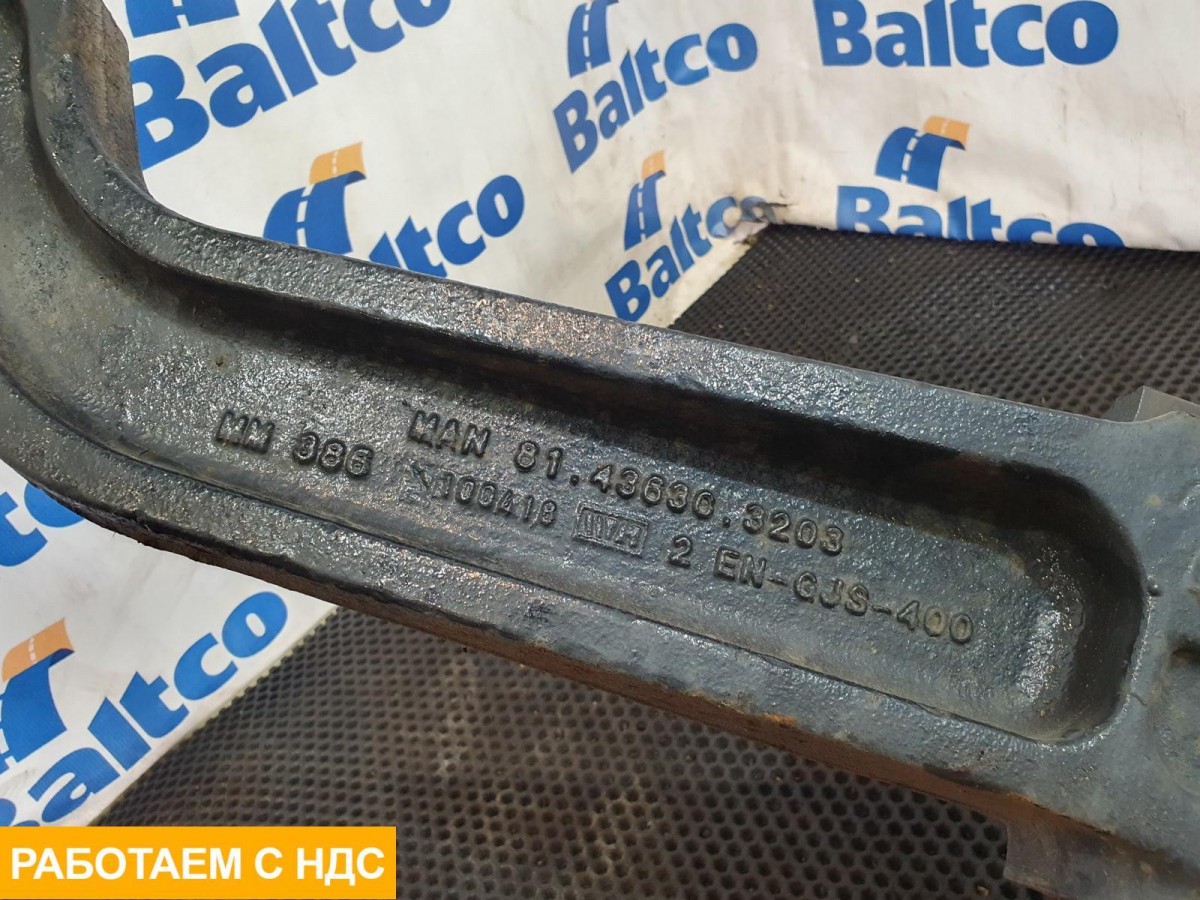 Baltco
Baltco
Baltco
Baltco
Baltco
Baltco
Baltco
MAN 81.43630.3203
MM 386
100A18
2 EN-GJS-400
РАБОТАЕМ С НДС